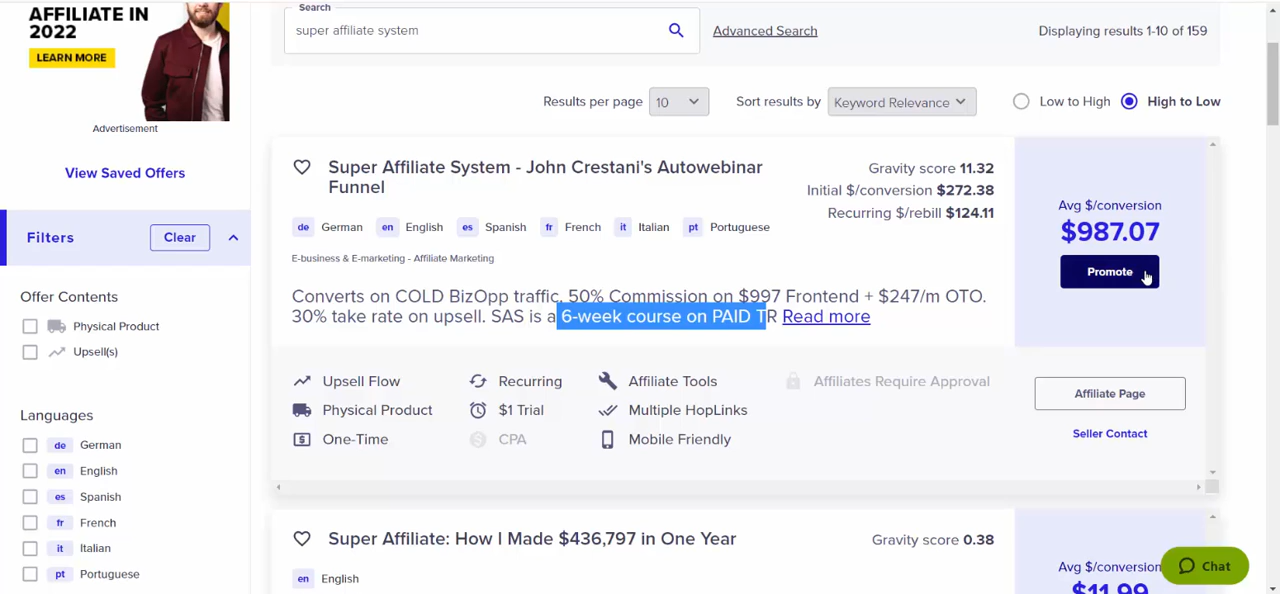 AFFILIATE IN
2022
LEARN MORE
Advertisement
View Saved Offers
Filters
Clear
Offer Contents
Physical Product
Upsell(s)
Languages
de German
en English
es Spanish
fr French
it Italian
pt Portuguese
Search
super affiliate system
Advanced Search
Displaying results 1-10 of 159
Results per page 10
Sort results by Keyword Relevance
Low to High
High to Low
Super Affiliate System - John Crestani's Autowebinar
Funnel
Gravity score 11.32
Initial $/conversion $272.38
Recurring $/rebill $124.11
de German en English es Spanish fr French it Italian pt Portuguese
E-business & E-marketing - Affiliate Marketing
Converts on COLD BizOpp traffic. 50% Commission on $997 Frontend + $247/m OTO.
30% take rate on upsell. SAS is a 6-week course on PAID TR Read more
Avg $/conversion
$987.07
Promote
Upsell Flow
Recurring
Affiliate Tools
Affiliates Require Approval
Physical Product
$1 Trial
Multiple HopLinks
One-Time
CPA
Mobile Friendly
Affiliate Page
Seller Contact
Super Affiliate: How I Made $436,797 in One Year
Gravity score 0.38
en English
Avg $/conversion
$11.99
Chat